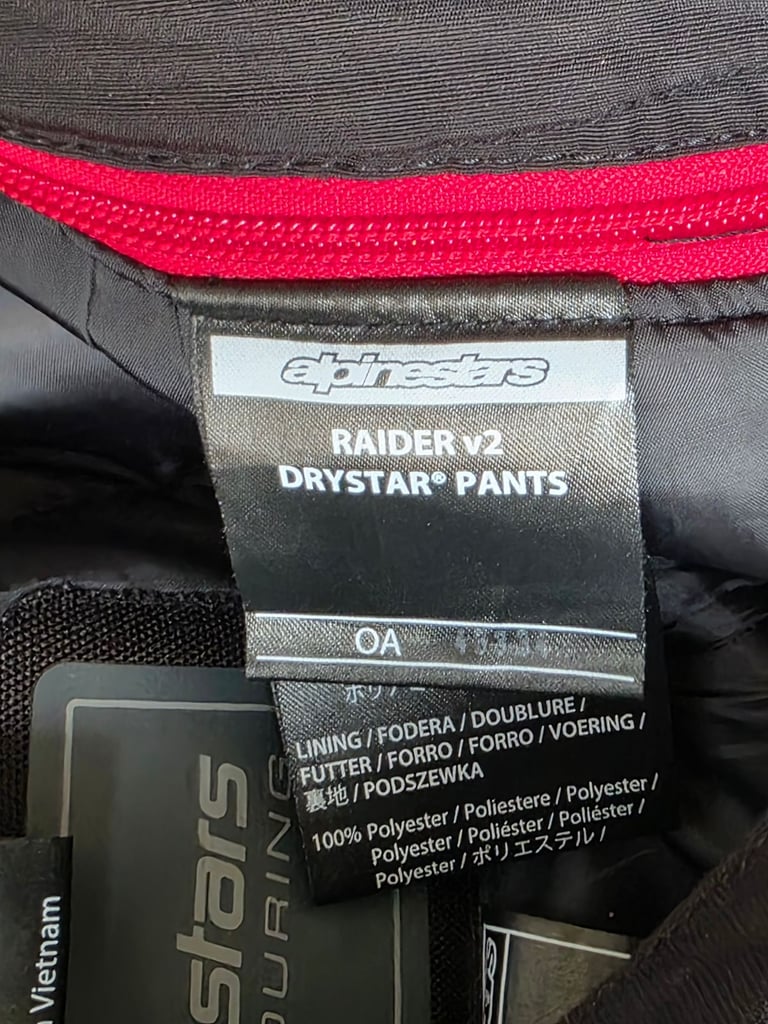 alpinestars
RAIDER v2
DRYSTAR® PANTS
OA
LINING / FODERA / DOUBLURE /
FUTTER / FORRO / FORRO / VOERING /
裏地 / PODSZEWKA
100% Polyester / Poliestere / Polyester /
Polyester / Poliéster / Poliéster /
Polyester / ポリエステル /
stars
OURING
Vietnam